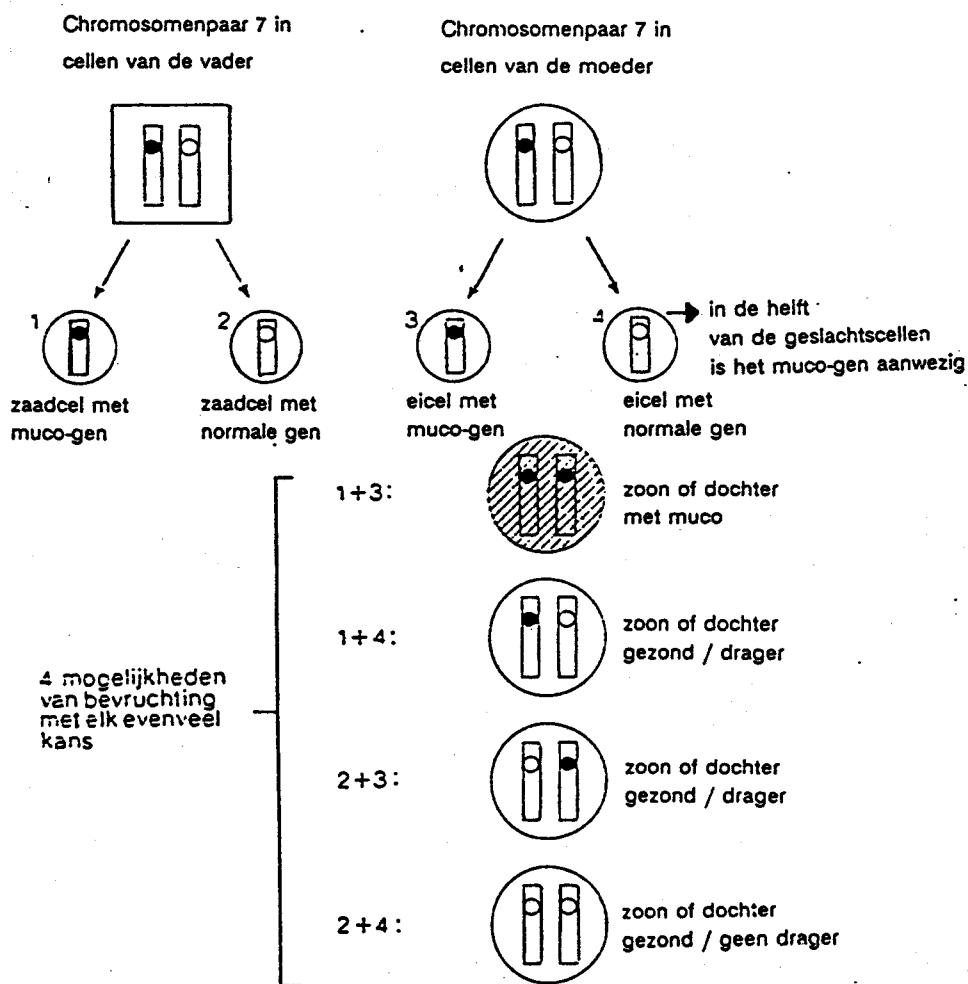 Chromosomenpaar 7 in
cellen van de vader
Chromosomenpaar 7 in
cellen van de moeder
1
2
3
4
in de helft
van de geslachtscellen
is het muco-gen aanwezig
zaadcel met
muco-gen
zaadcel met
normale gen
eicel met
muco-gen
eicel met
normale gen
4 mogelijkheden
van bevruchting
met elk evenveel
kans
1+3:
zoon of dochter
met muco
1+4:
zoon of dochter
gezond / drager
2+3:
zoon of dochter
gezond / drager
2+4:
zoon of dochter
gezond / geen drager